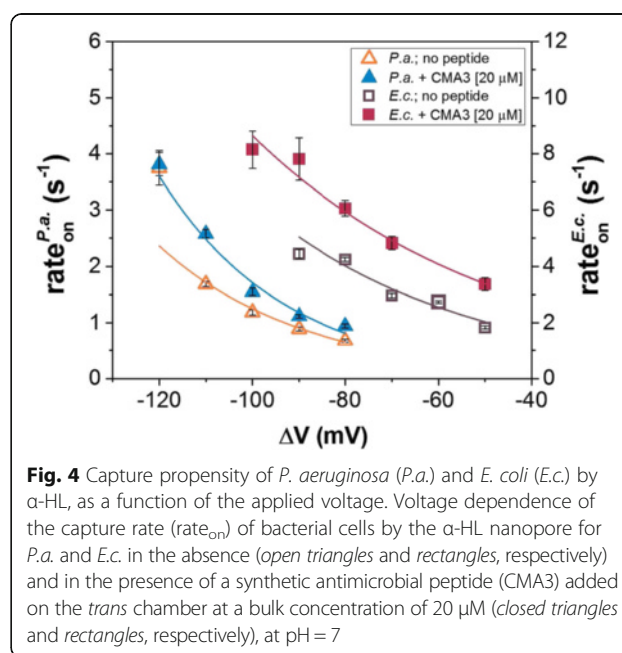 6
5
4
3
2
1
0
12
10
8
6
4
2
0
-120
-100
-80
-60
-40
P.a.; no peptide
P.a. + CMA3 [20 μM]
E.c.; no peptide
E.c. + CMA3 [20 μM]
rate_on^P.a. (s⁻¹)
rate_on^E.c. (s⁻¹)
ΔV (mV)
Fig. 4 Capture propensity of P. aeruginosa (P.a.) and E. coli (E.c.) by
α-HL, as a function of the applied voltage. Voltage dependence of
the capture rate (rate_on) of bacterial cells by the α-HL nanopore for
P.a. and E.c. in the absence (open triangles and rectangles, respectively)
and in the presence of a synthetic antimicrobial peptide (CMA3) added
on the trans chamber at a bulk concentration of 20 μM (closed triangles
and rectangles, respectively), at pH = 7